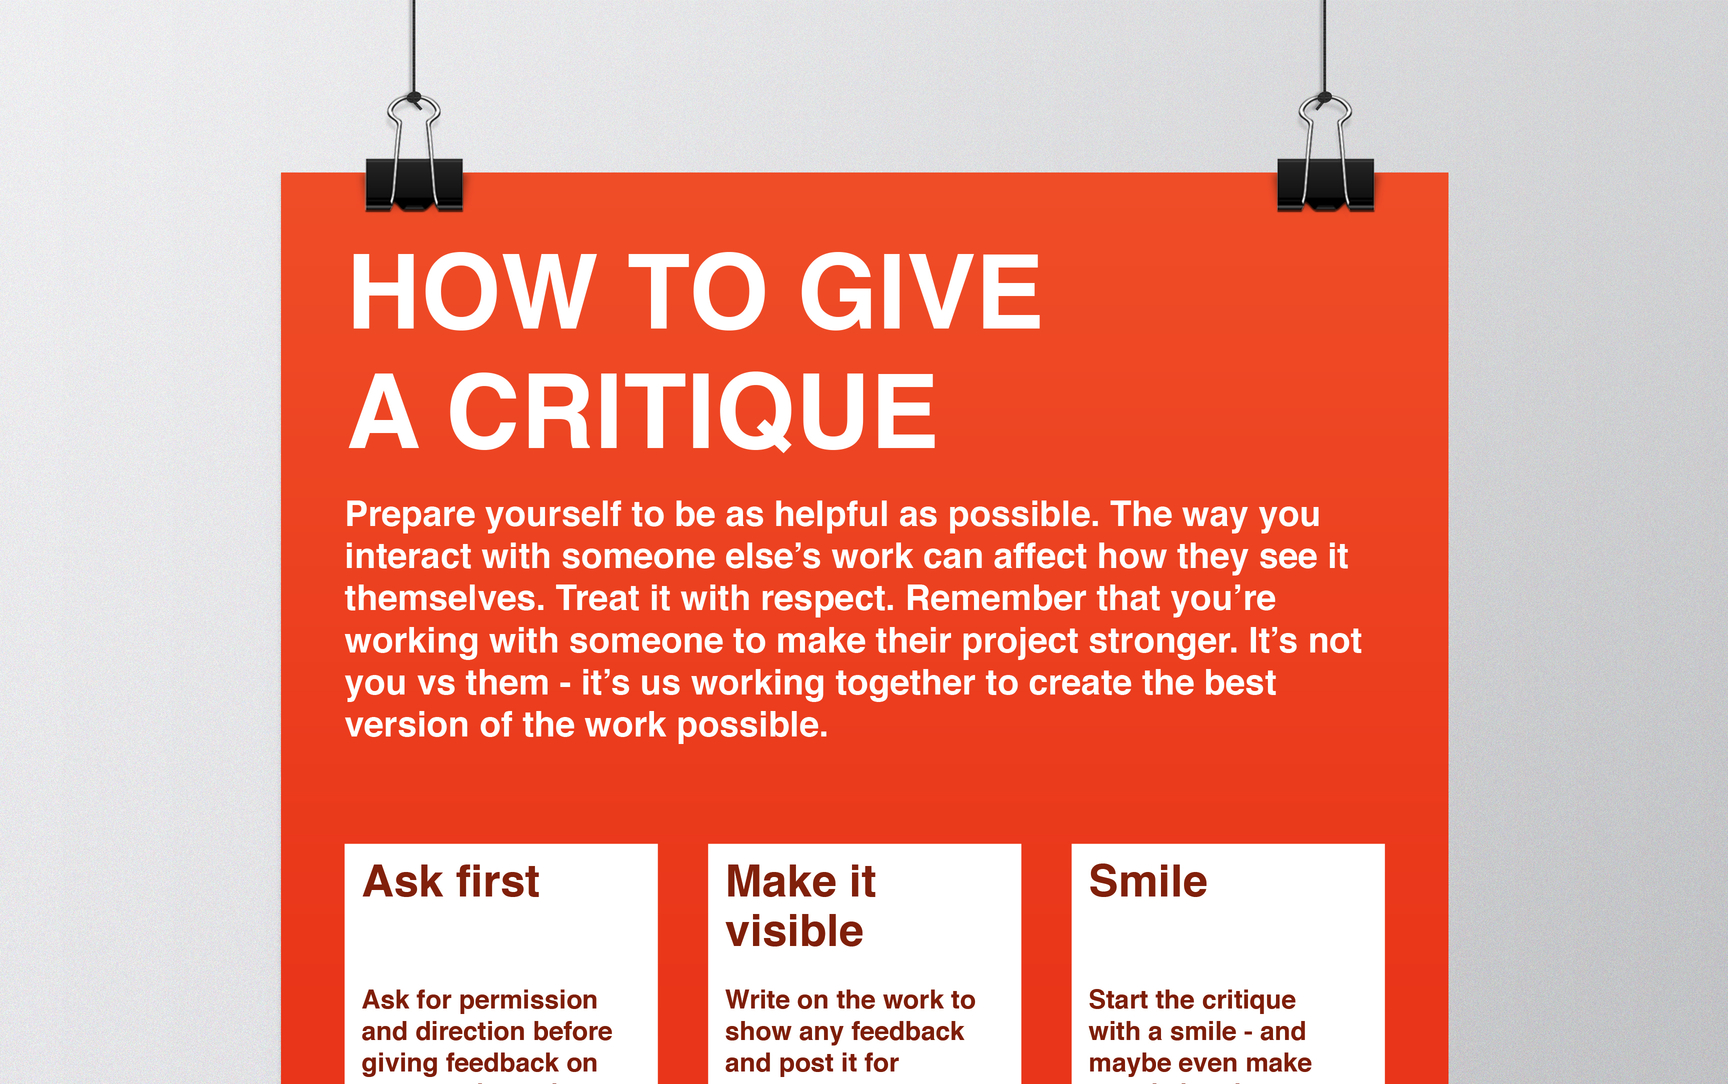 HOW TO GIVE
A CRITIQUE
Prepare yourself to be as helpful as possible. The way you
interact with someone else’s work can affect how they see it
themselves. Treat it with respect. Remember that you’re
working with someone to make their project stronger. It’s not
you vs them - it’s us working together to create the best
version of the work possible.
Ask first
Ask for permission
and direction before
giving feedback on
Make it
visible
Write on the work to
show any feedback
and post it for
Smile
Start the critique
with a smile - and
maybe even make